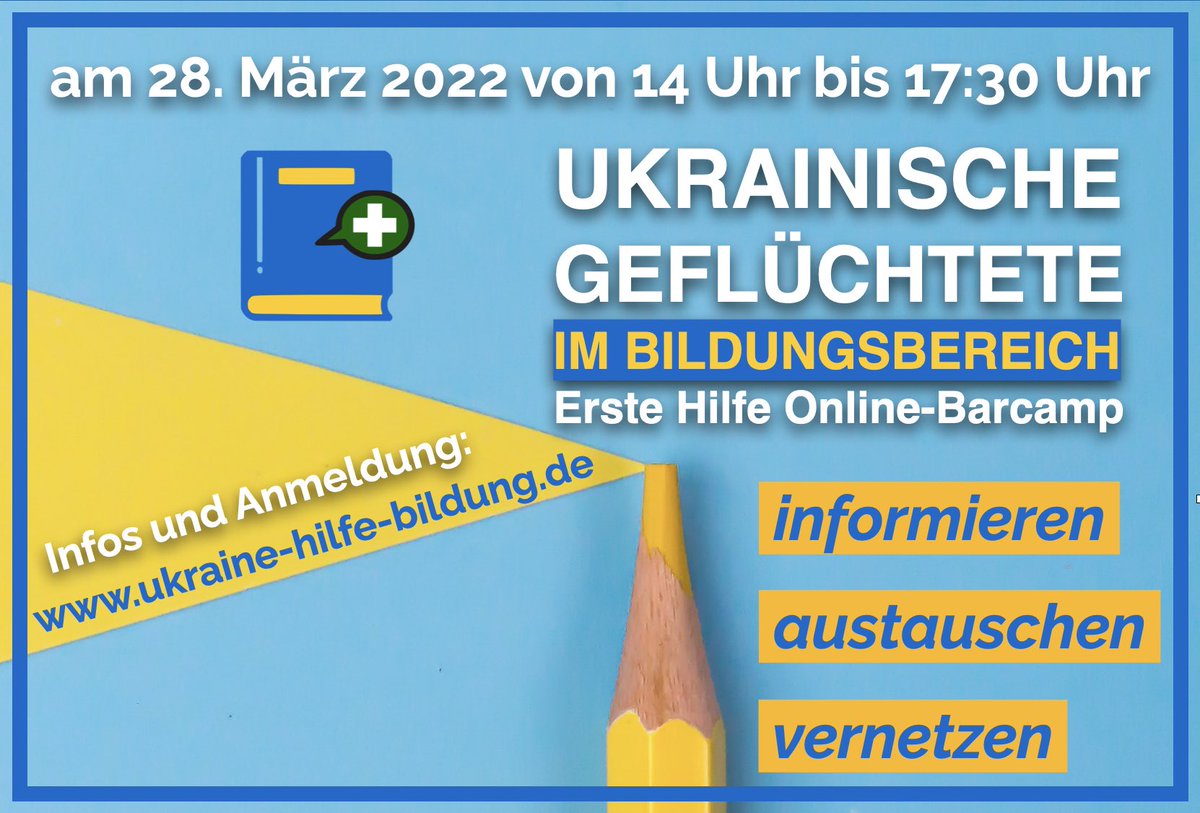 am 28. März 2022 von 14 Uhr bis 17:30 Uhr
UKRAINISCHE
GEFLÜCHTETE
IM BILDUNGSBEREICH
Erste Hilfe Online-Barcamp
Infos und Anmeldung:
www.ukraine-hilfe-bildung.de
informieren
austauschen
vernetzen